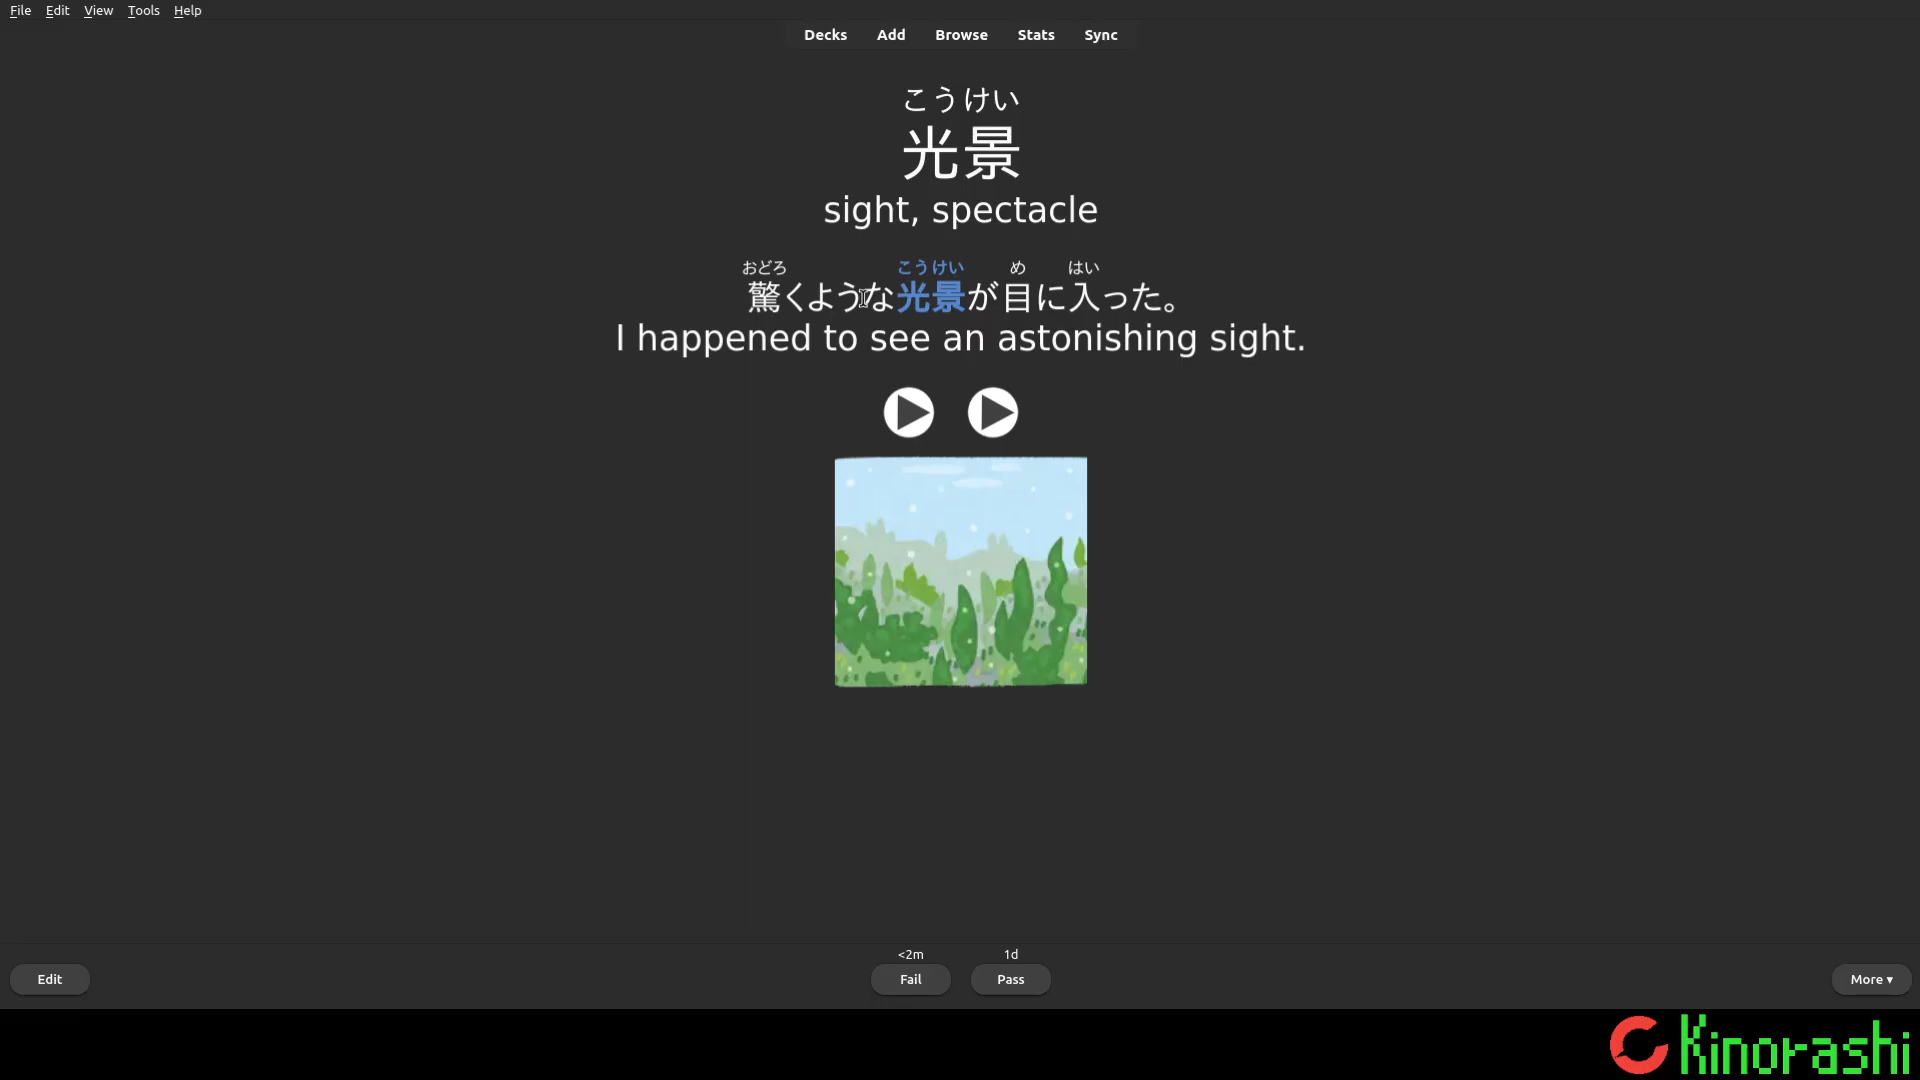 File Edit View Tools Help
Decks Add Browse Stats Sync
こうけい
光景
sight, spectacle
おどろ こうけい め はい
驚くような光景が目に入った。
I happened to see an astonishing sight.
<2m 1d
Edit Fail Pass More ▾
Kinorashi